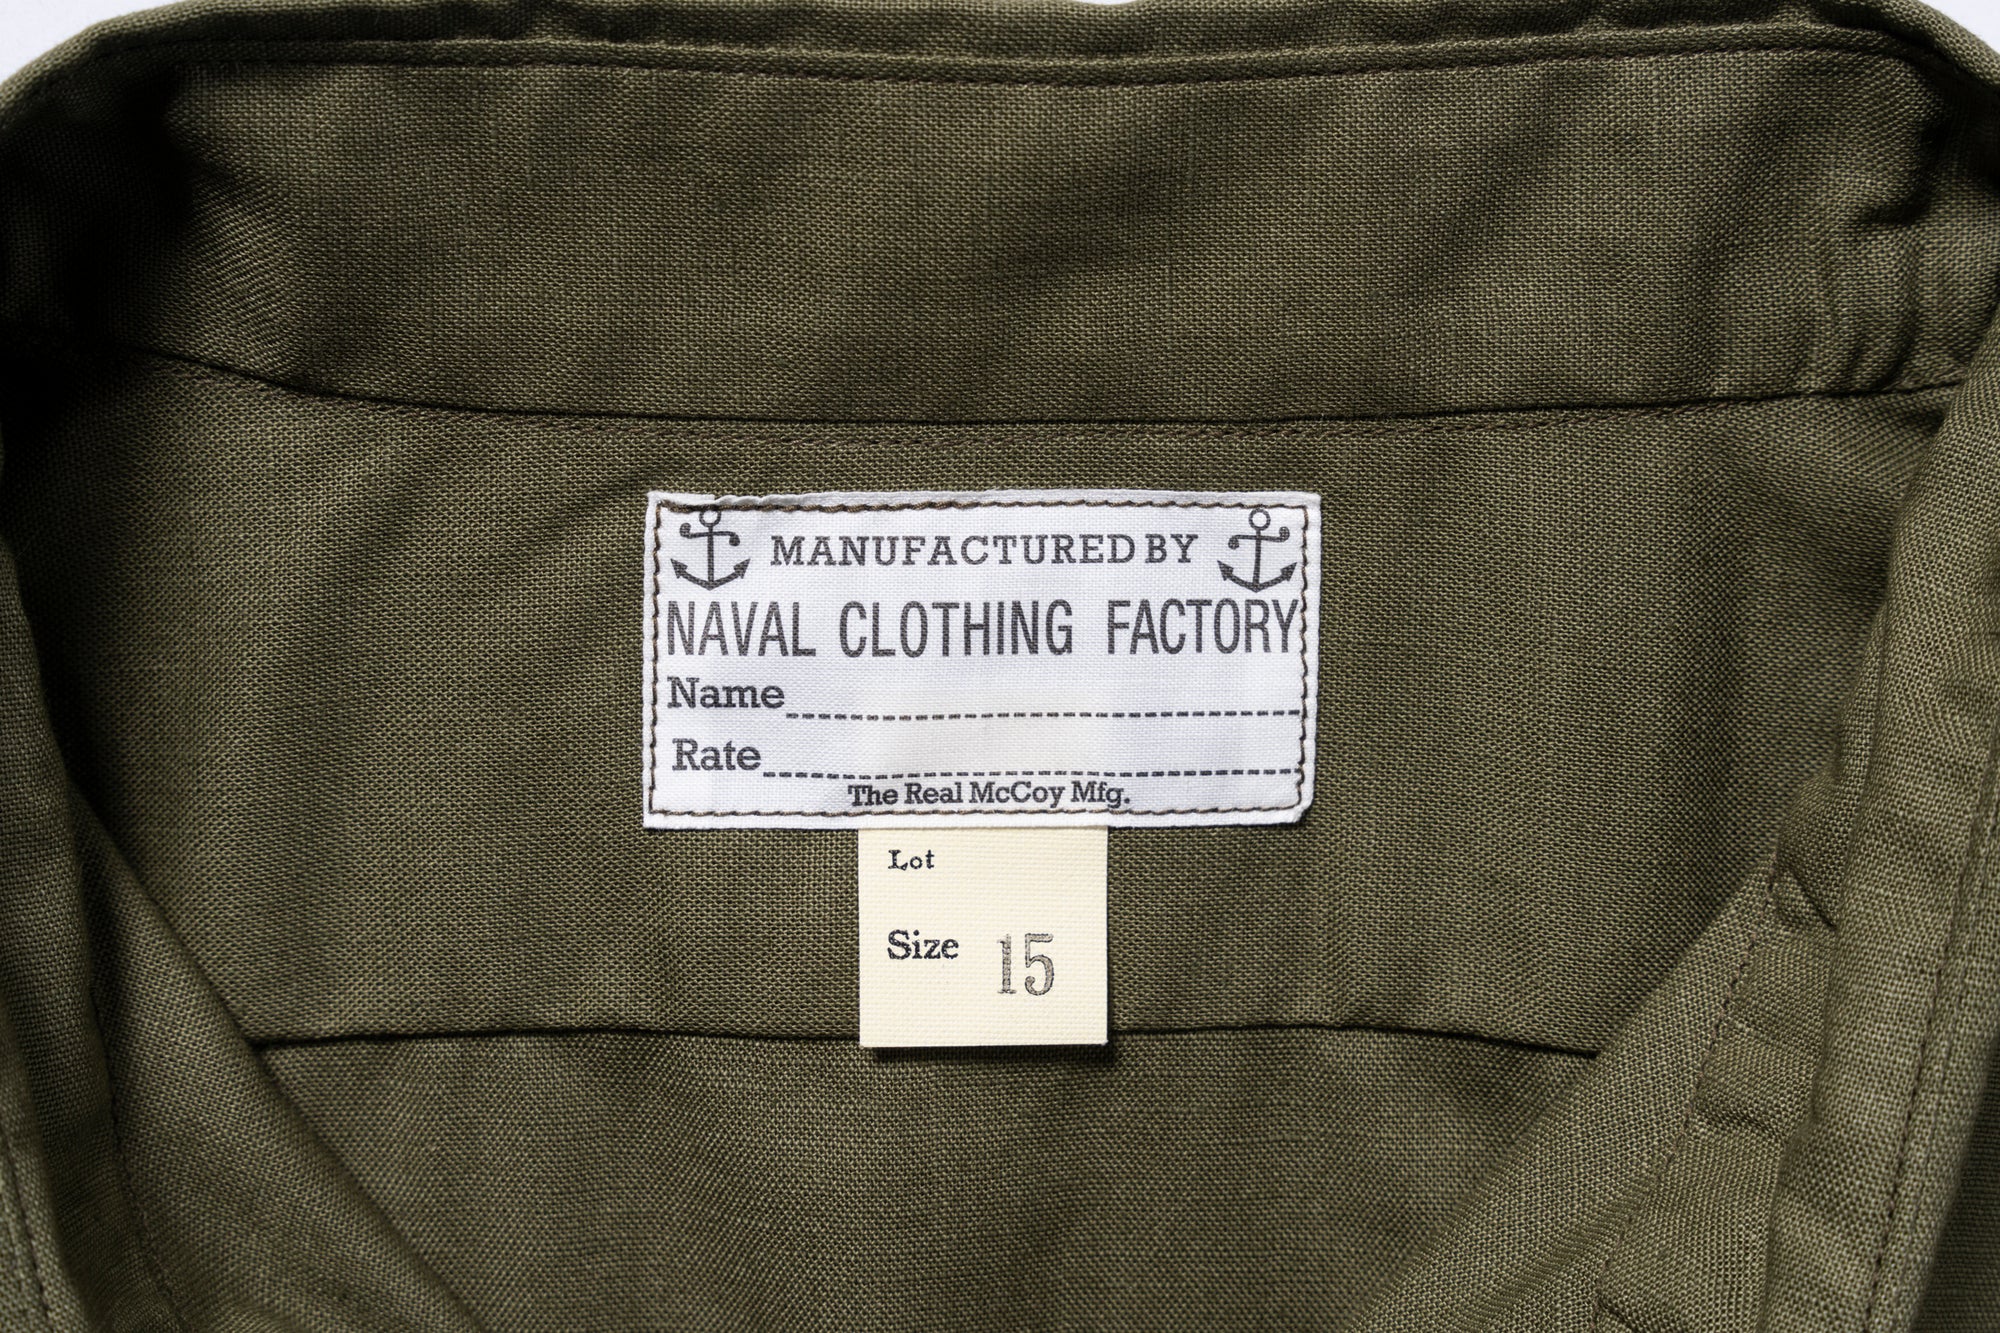 MANUFACTURED BY
NAVAL CLOTHING FACTORY
Name
Rate
The Real McCoy Mfg.
Lot
Size 15